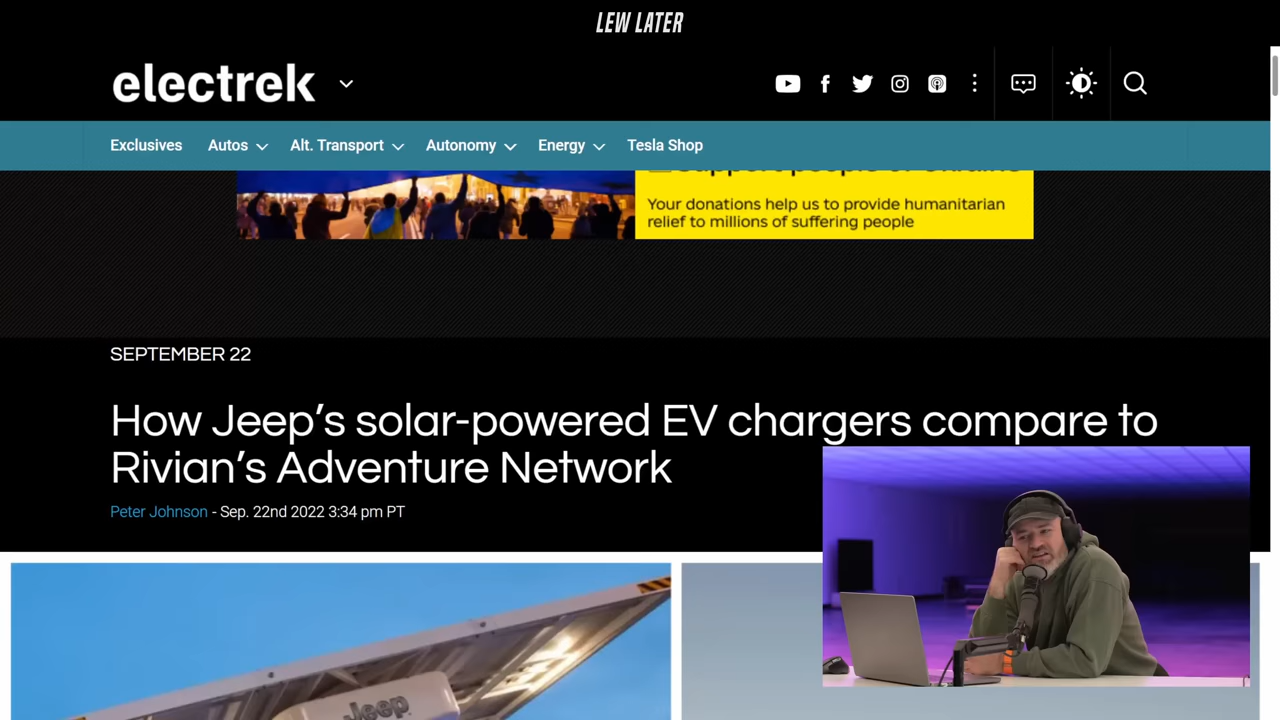 LEW LATER
electrek
Exclusives Autos Alt. Transport Autonomy Energy Tesla Shop
Your donations help us to provide humanitarian
relief to millions of suffering people
SEPTEMBER 22
How Jeep's solar-powered EV chargers compare to
Rivian's Adventure Network
Peter Johnson - Sep. 22nd 2022 3:34 pm PT
Jeep